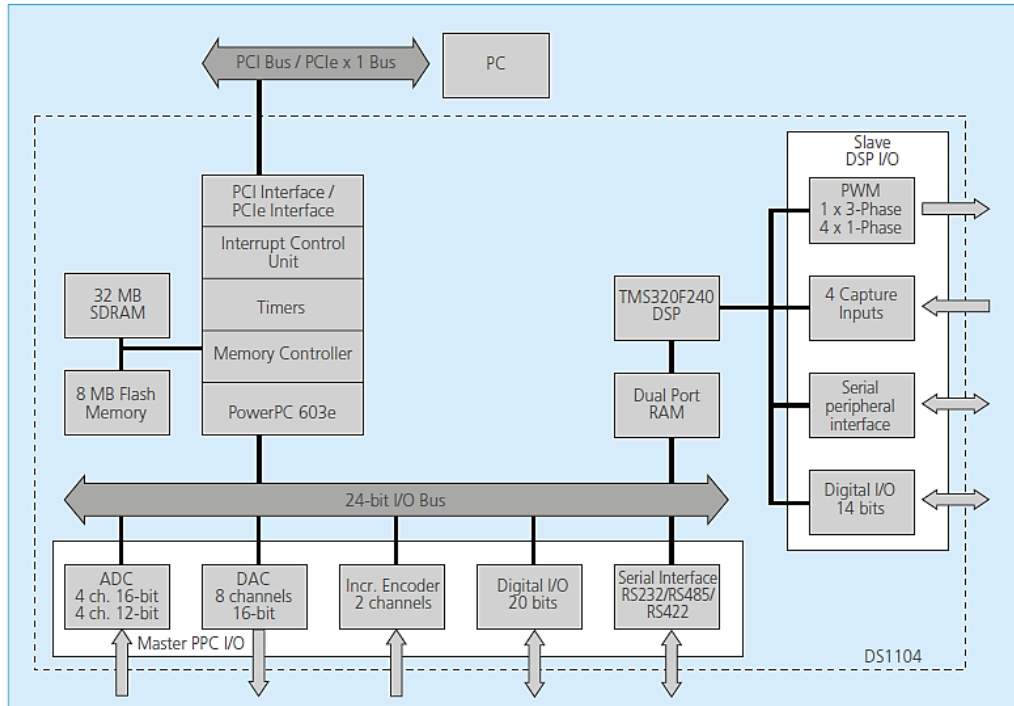 PCI Bus / PCIe x 1 Bus
PC
PCI Interface /
PCIe Interface
Interrupt Control
Unit
Timers
Memory Controller
PowerPC 603e
32 MB
SDRAM
8 MB Flash
Memory
TMS320F240
DSP
Dual Port
RAM
Slave
DSP I/O
PWM
1 x 3-Phase
4 x 1-Phase
4 Capture
Inputs
Serial
peripheral
interface
Digital I/O
14 bits
24-bit I/O Bus
ADC
4 ch. 16-bit
4 ch. 12-bit
DAC
8 channels
16-bit
Incr. Encoder
2 channels
Digital I/O
20 bits
Serial Interface
RS232/RS485/
RS422
Master PPC I/O
DS1104